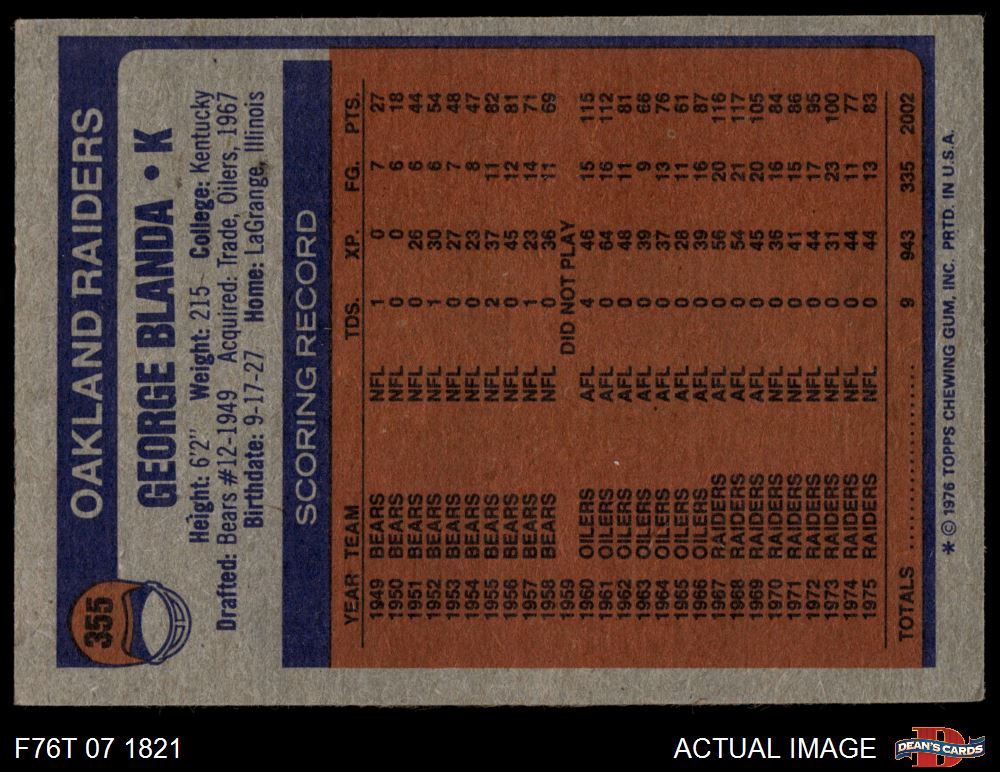 355
OAKLAND RAIDERS
GEORGE BLANDA • K
Height: 6'2" Weight: 215 College: Kentucky
Drafted: Bears #12-1949 Acquired: Trade, Oilers, 1967
Birthdate: 9-17-27 Home: LaGrange, Illinois
SCORING RECORD
YEAR TEAM TDS. XP. FG. PTS.
1949 BEARS NFL 1 0 7 27
1950 BEARS NFL 0 0 6 18
1951 BEARS NFL 0 26 6 44
1952 BEARS NFL 1 30 6 54
1953 BEARS NFL 0 27 7 48
1954 BEARS NFL 0 23 8 47
1955 BEARS NFL 2 37 11 82
1956 BEARS NFL 0 45 12 81
1957 BEARS NFL 1 23 14 71
1958 BEARS NFL 0 36 11 69
1959 DID NOT PLAY
1960 OILERS AFL 4 46 15 115
1961 OILERS AFL 0 64 16 112
1962 OILERS AFL 0 48 11 81
1963 OILERS AFL 0 39 9 66
1964 OILERS AFL 0 37 13 76
1965 OILERS AFL 0 28 11 61
1966 OILERS AFL 0 39 16 87
1967 RAIDERS AFL 0 56 20 116
1968 RAIDERS AFL 0 54 21 117
1969 RAIDERS AFL 0 45 20 105
1970 RAIDERS NFL 0 36 16 84
1971 RAIDERS NFL 0 41 15 86
1972 RAIDERS NFL 0 44 17 95
1973 RAIDERS NFL 0 31 23 100
1974 RAIDERS NFL 0 44 11 77
1975 RAIDERS NFL 0 44 13 83
TOTALS .................... 9 943 335 2002
* © 1976 TOPPS CHEWING GUM, INC. PRTD. IN U.S.A.
F76T 07 1821
ACTUAL IMAGE
D
DEAN'S CARDS